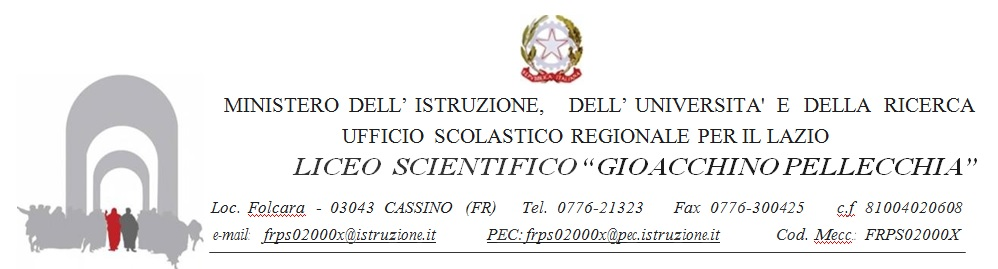 MINISTERO DELL' ISTRUZIONE, DELL' UNIVERSITA' E DELLA RICERCA
UFFICIO SCOLASTICO REGIONALE PER IL LAZIO
LICEO SCIENTIFICO “GIOACCHINO PELLECCHIA”
Loc. Folcara - 03043 CASSINO (FR) Tel. 0776-21323 Fax 0776-300425 c.f 81004020608
e-mail: frps02000x@istruzione.it PEC: frps02000x@pec.istruzione.it Cod. Mecc.: FRPS02000X